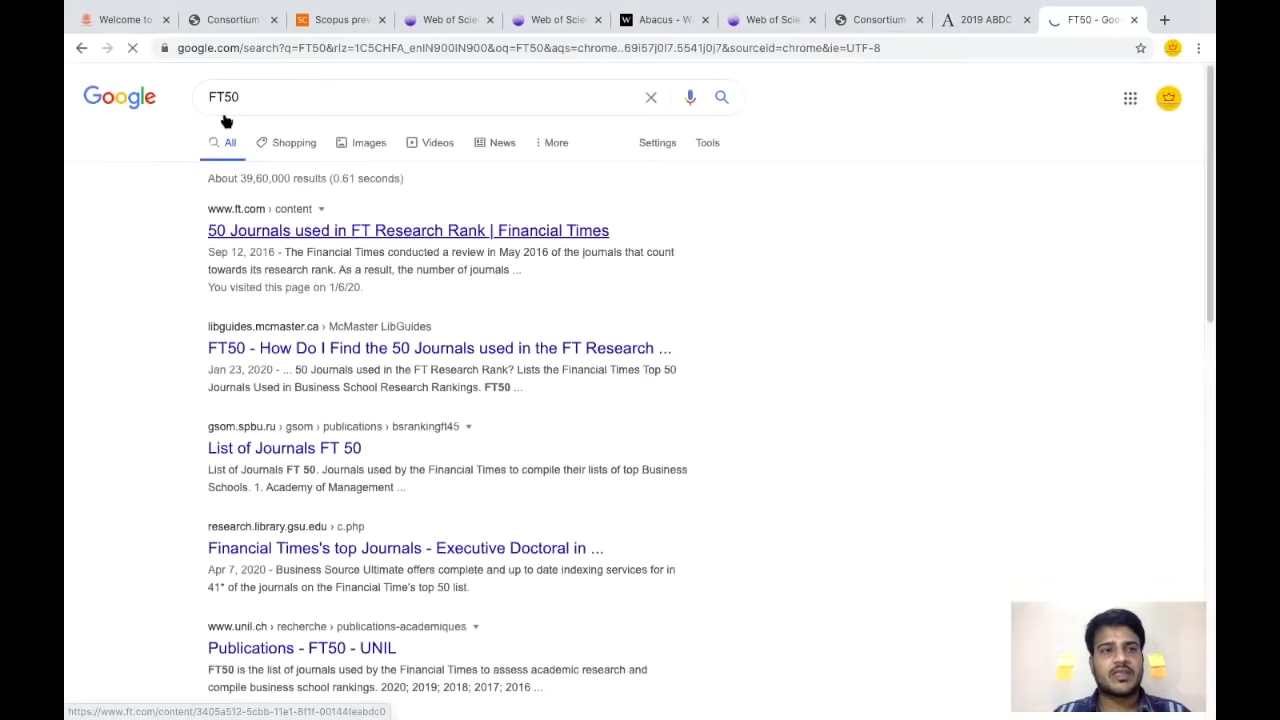 Welcome to
Consortium
Scopus prev
Web of Scie
Web of Scie
Abacus - Wi
Web of Scie
Consortium
2019 ABDC
FT50 - Goo
google.com/search?q=FT50&rlz=1C5CHFA_enIN900IN900&oq=FT50&aqs=chrome..69i57j0l7.5541j0j7&sourceid=chrome&ie=UTF-8
Google
FT50
All
Shopping
Images
Videos
News
More
Settings
Tools
About 39,60,000 results (0.61 seconds)
www.ft.com › content
50 Journals used in FT Research Rank | Financial Times
Sep 12, 2016 - The Financial Times conducted a review in May 2016 of the journals that count
towards its research rank. As a result, the number of journals ...
You visited this page on 1/6/20.
libguides.mcmaster.ca › McMaster LibGuides
FT50 - How Do I Find the 50 Journals used in the FT Research ...
Jan 23, 2020 - ... 50 Journals used in the FT Research Rank? Lists the Financial Times Top 50
Journals Used in Business School Research Rankings. FT50 ...
gsom.spbu.ru › gsom › publications › bsrankingft45
List of Journals FT 50
List of Journals FT 50. Journals used by the Financial Times to compile their lists of top Business
Schools. 1. Academy of Management ...
research.library.gsu.edu › c.php
Financial Times's top Journals - Executive Doctoral in ...
Apr 7, 2020 - Business Source Ultimate offers complete and up to date indexing services for in
41* of the journals on the Financial Time's top 50 list.
www.unil.ch › recherche › publications-academiques
Publications - FT50 - UNIL
FT50 is the list of journals used by the Financial Times to assess academic research and
compile business school rankings. 2020; 2019; 2018; 2017; 2016 ...
https://www.ft.com/content/3405a512-5cbb-11e1-8f1f-00144feabdc0